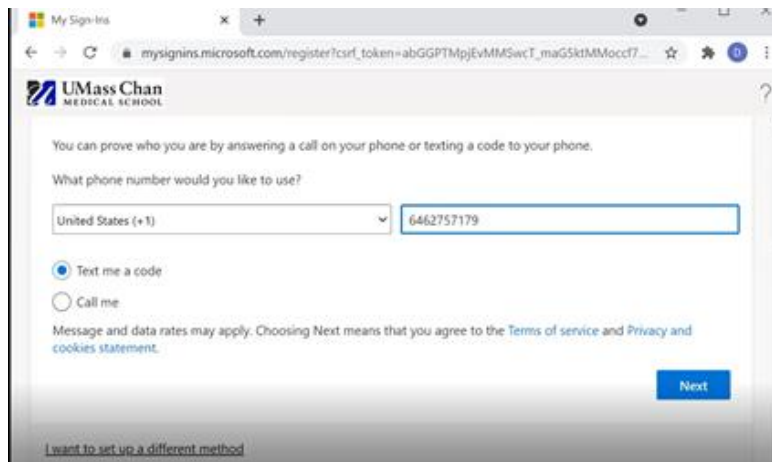 My Sign-Ins
mysignins.microsoft.com/register?csrf_token=abGGPTMpjEvMMSwcT_maG5ktMMoccf7...
D
UMass Chan
MEDICAL SCHOOL
?
You can prove who you are by answering a call on your phone or texting a code to your phone.
What phone number would you like to use?
United States (+1) 6462757179
Text me a code
Call me
Message and data rates may apply. Choosing Next means that you agree to the Terms of service and Privacy and
cookies statement.
Next
I want to set up a different method